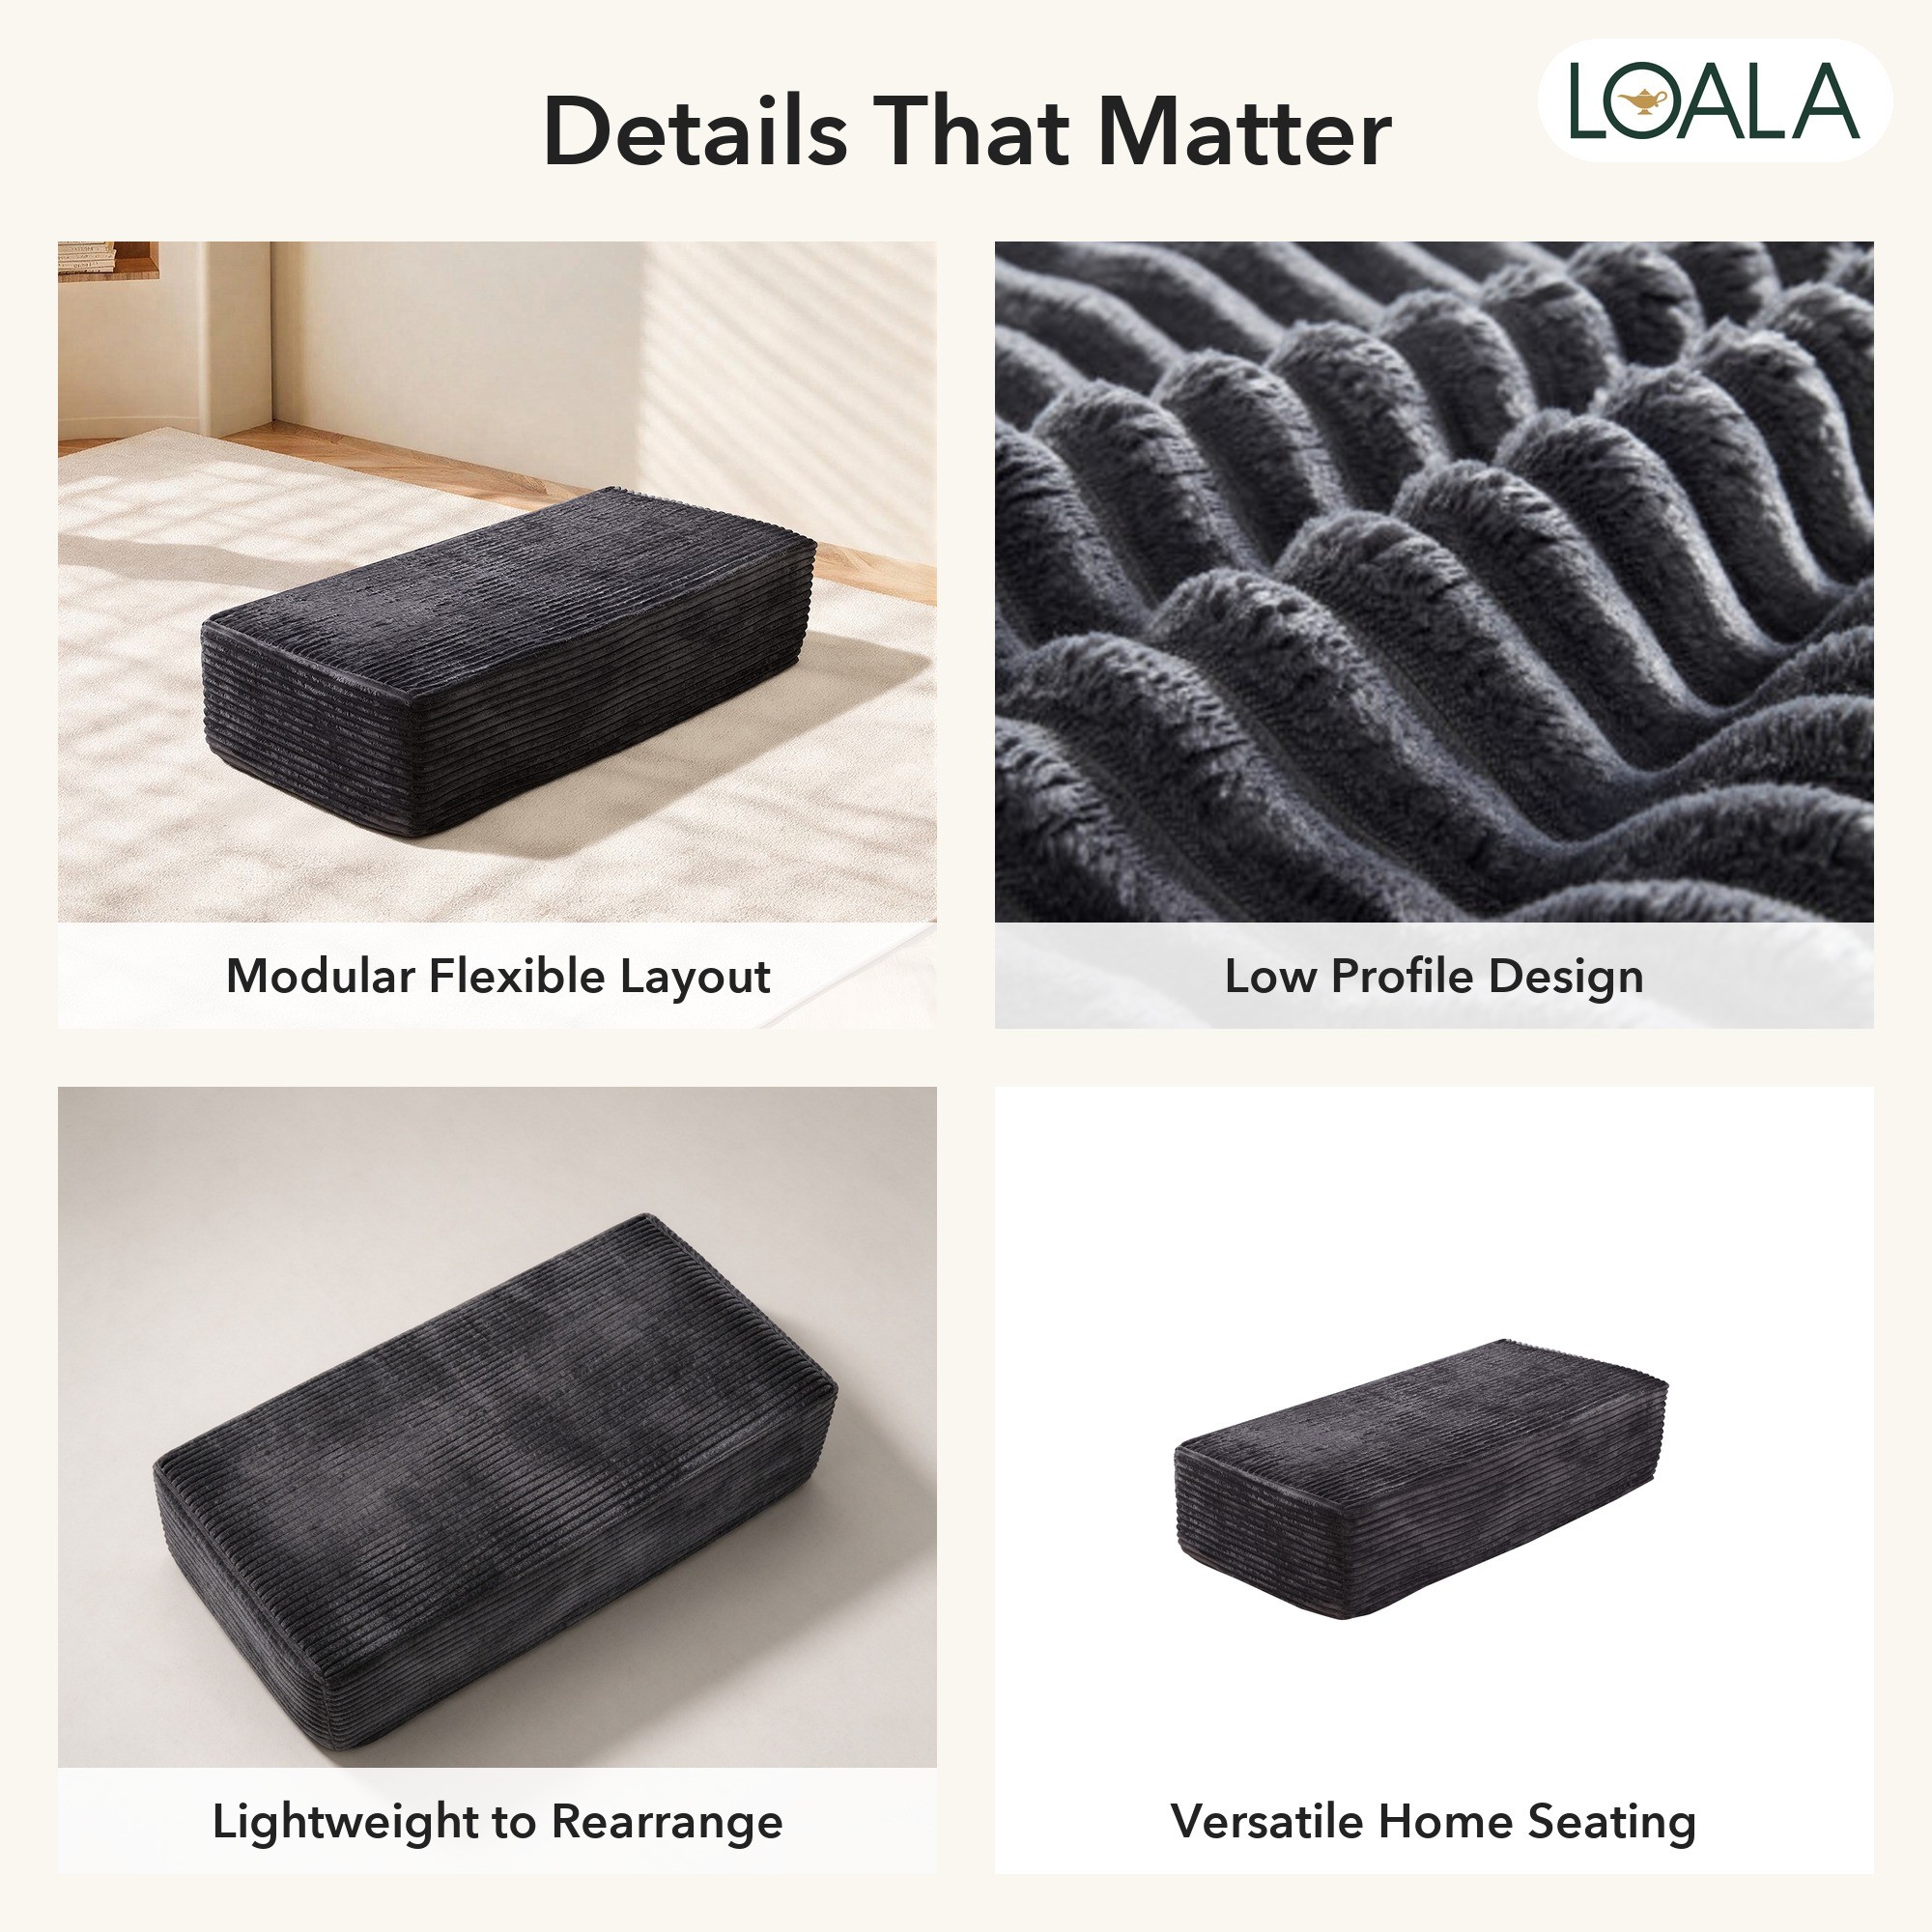 Details That Matter
LOALA
Modular Flexible Layout
Low Profile Design
Lightweight to Rearrange
Versatile Home Seating